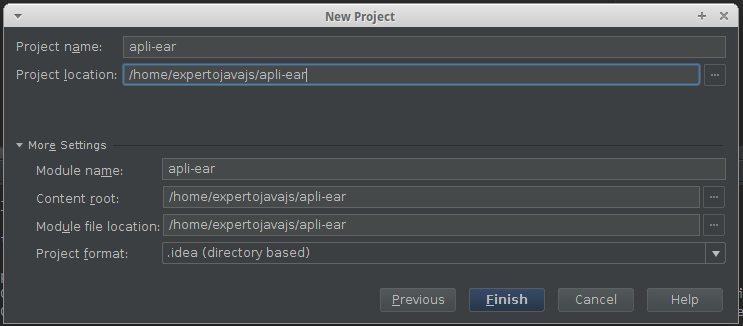 New Project
Project name: apli-ear
Project location: /home/expertojavajs/apli-ear
More Settings
Module name: apli-ear
Content root: /home/expertojavajs/apli-ear
Module file location: /home/expertojavajs/apli-ear
Project format: .idea (directory based)
Previous Finish Cancel Help